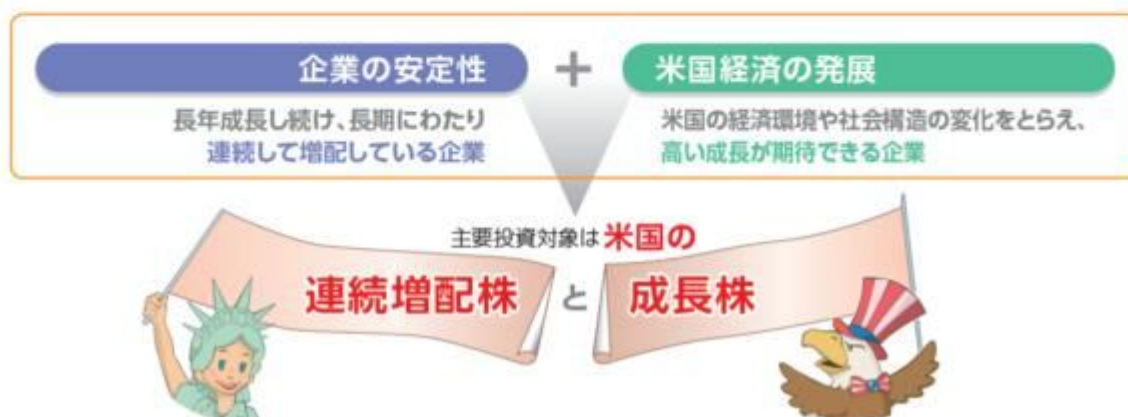 企業の安定性
+
米国経済の発展
長年成長し続け、長期にわたり
連続して増配している企業
米国の経済環境や社会構造の変化をとらえ、
高い成長が期待できる企業
主要投資対象は米国の
連続増配株と成長株